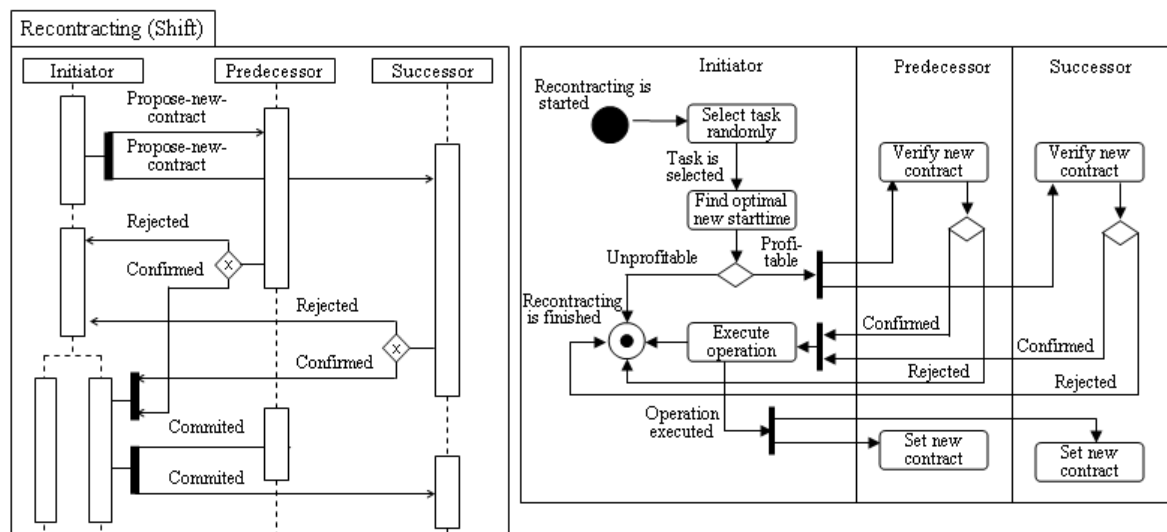 Recontracting (Shift)
Initiator
Predecessor
Successor
Propose-new-
contract
Propose-new-
contract
Rejected
x
Confirmed
Rejected
x
Confirmed
Commited
Commited
Initiator
Predecessor
Successor
Recontracting is
started
Select task
randomly
Verify new
contract
Verify new
contract
Task is
selected
Find optimal
new starttime
Unprofitable
Profi-
table
Recontracting
is finished
Execute
operation
Confirmed
Confirmed
Rejected
Rejected
Operation
executed
Set new
contract
Set new
contract